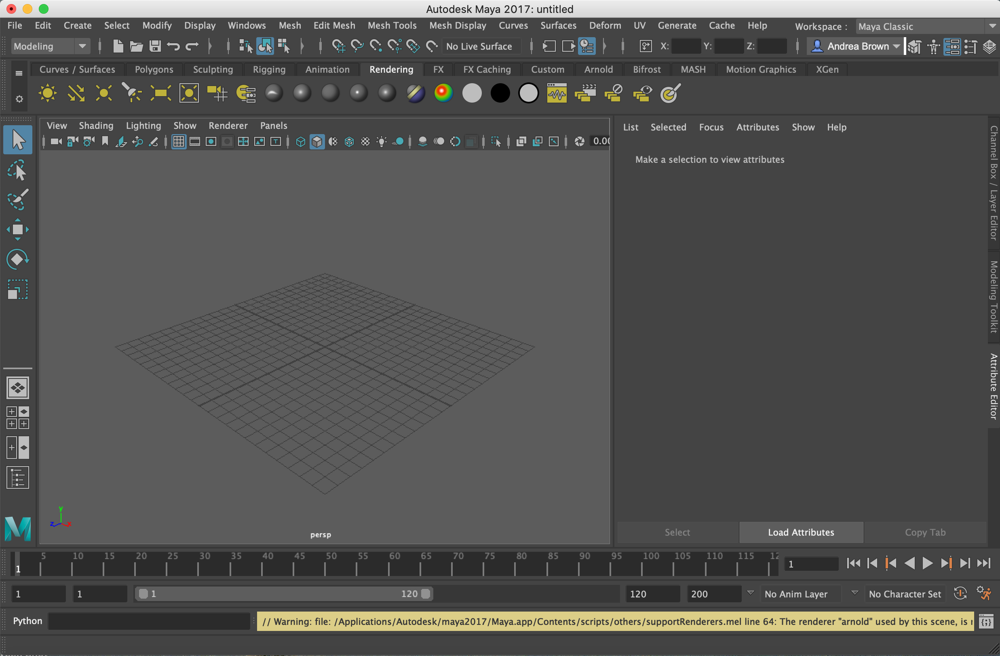 Autodesk Maya 2017: untitled
File Edit Create Select Modify Display Windows Mesh Edit Mesh Mesh Tools Mesh Display Curves Surfaces Deform UV Generate Cache Help Workspace : Maya Classic
Modeling No Live Surface X: Y: Z: Andrea Brown
Curves / Surfaces Polygons Sculpting Rigging Animation Rendering FX FX Caching Custom Arnold Bifrost MASH Motion Graphics XGen
View Shading Lighting Show Renderer Panels
0.00
List Selected Focus Attributes Show Help
Make a selection to view attributes
Channel Box / Layer Editor
Modeling Toolkit
Attribute Editor
y
z x
persp
Select Load Attributes Copy Tab
5 10 15 20 25 30 35 40 45 50 55 60 65 70 75 80 85 90 95 100 105 110 115 12
1 1
1 1 1 120 120 200 No Anim Layer No Character Set
Python // Warning: file: /Applications/Autodesk/maya2017/Maya.app/Contents/scripts/others/supportRenderers.mel line 64: The renderer "arnold" used by this scene, is